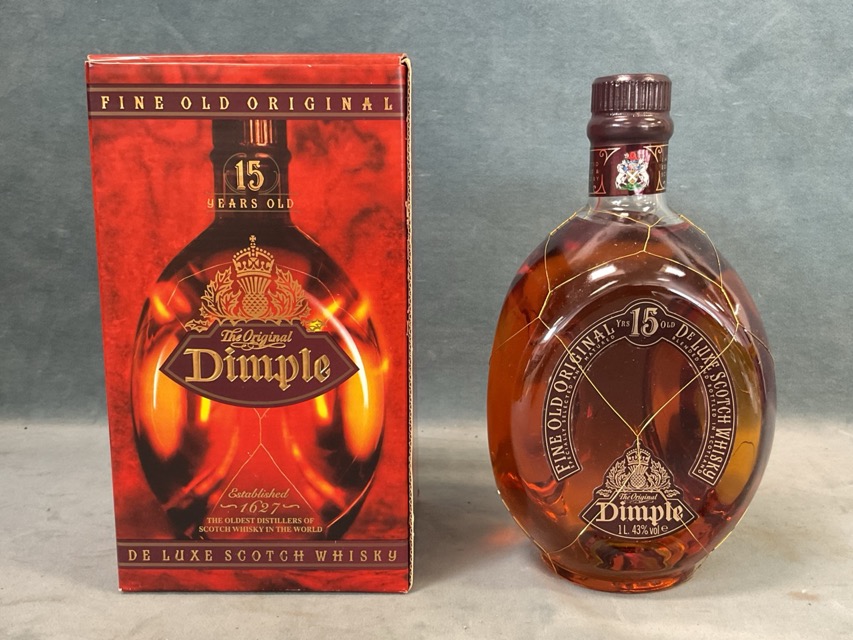 FINE OLD ORIGINAL
15
YEARS OLD
The Original
Dimple
Established
1627
THE OLDEST DISTILLERS OF
SCOTCH WHISKY IN THE WORLD
DE LUXE SCOTCH WHISKY
FINE OLD ORIGINAL YRS 15 OLD DE LUXE SCOTCH WHISKY
The Original
Dimple
1 L 43% vol e